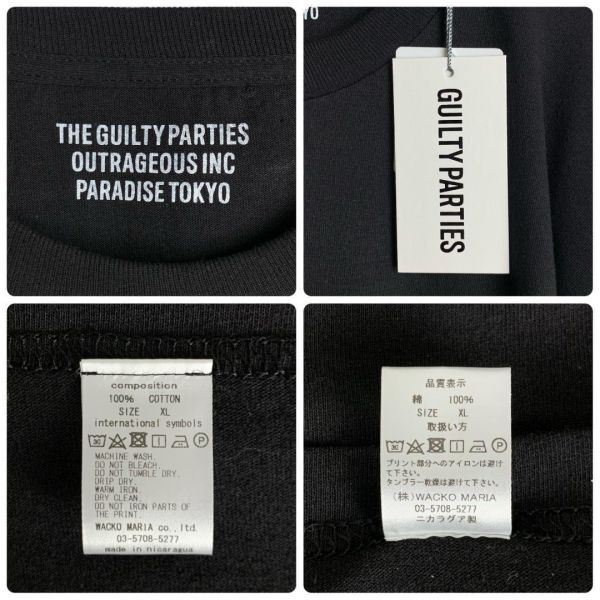 THE GUILTY PARTIES
OUTRAGEOUS INC
PARADISE TOKYO
GUILTY PARTIES
composition
100% COTTON
SIZE XL
international symbols
MACHINE WASH.
DO NOT BLEACH.
DO NOT TUMBLE DRY.
DRIP DRY.
WARM IRON.
DRY CLEAN.
DO NOT IRON PARTS OF
THE PRINT.
WACKO MARIA co., ltd.
03-5708-5277
made in nicaragua
品質表示
綿 100%
SIZE XL
取扱い方
プリント部分へのアイロンは避け
て下さい。
タンブラー乾燥は避けて下さい。
(株) WACKO MARIA
03-5708-5277
ニカラグア製